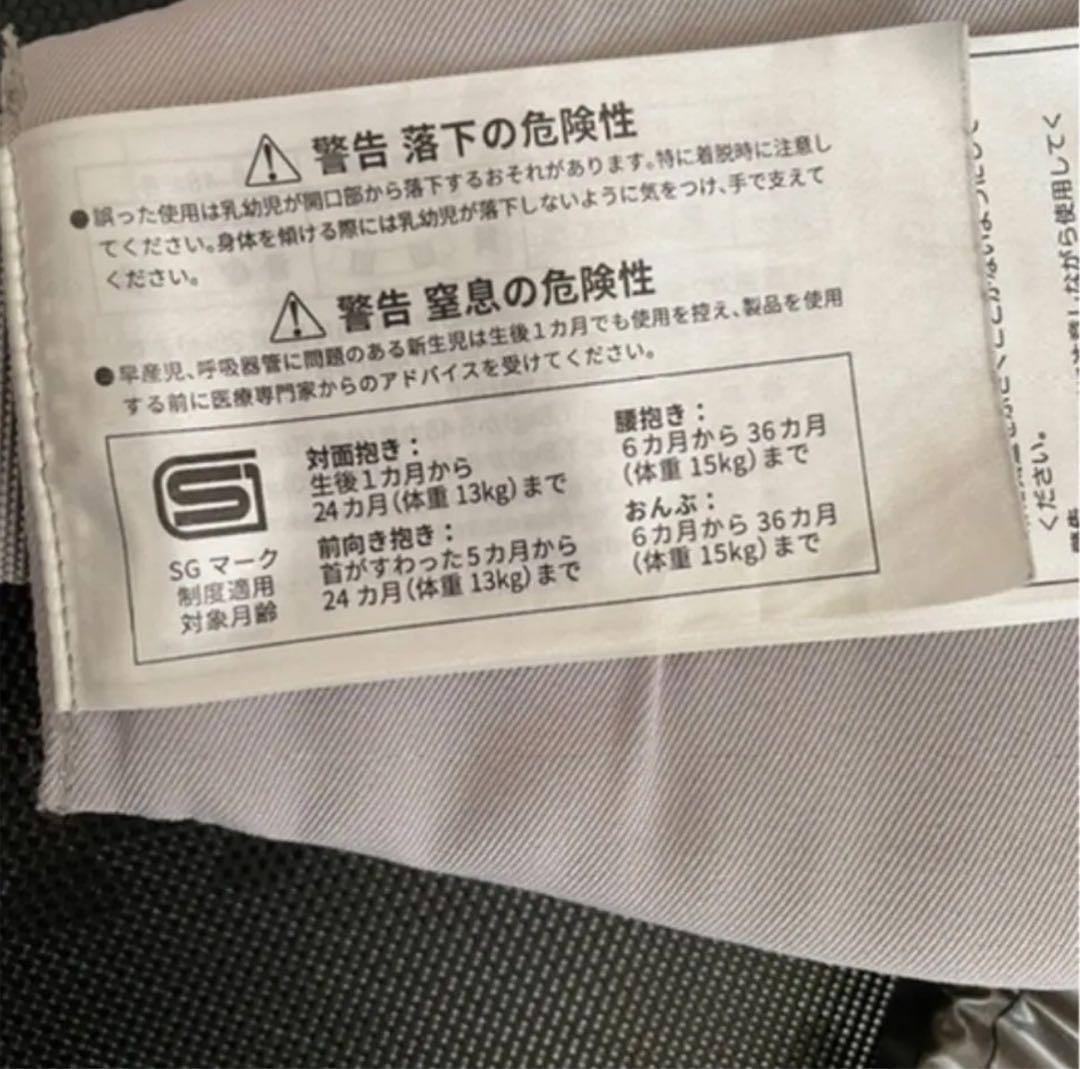 警告 落下の危険性
●誤った使用は乳幼児が開口部から落下するおそれがあります。特に着脱時に注意し
てください。身体を傾ける際には乳幼児が落下しないように気をつけ、手で支えて
ください。
警告 窒息の危険性
●早産児、呼吸器管に問題のある新生児は生後1カ月でも使用を控え、製品を使用
する前に医療専門家からのアドバイスを受けてください。
SG マーク
制度適用
対象月齢
対面抱き：
生後1カ月から
24カ月(体重 13kg)まで
前向き抱き：
首がすわった5カ月から
24 カ月(体重 13kg)まで
腰抱き：
6カ月から 36カ月
(体重 15kg)まで
おんぶ：
6カ月から 36カ月
(体重 15kg)まで
ながら使用してく
ださい。